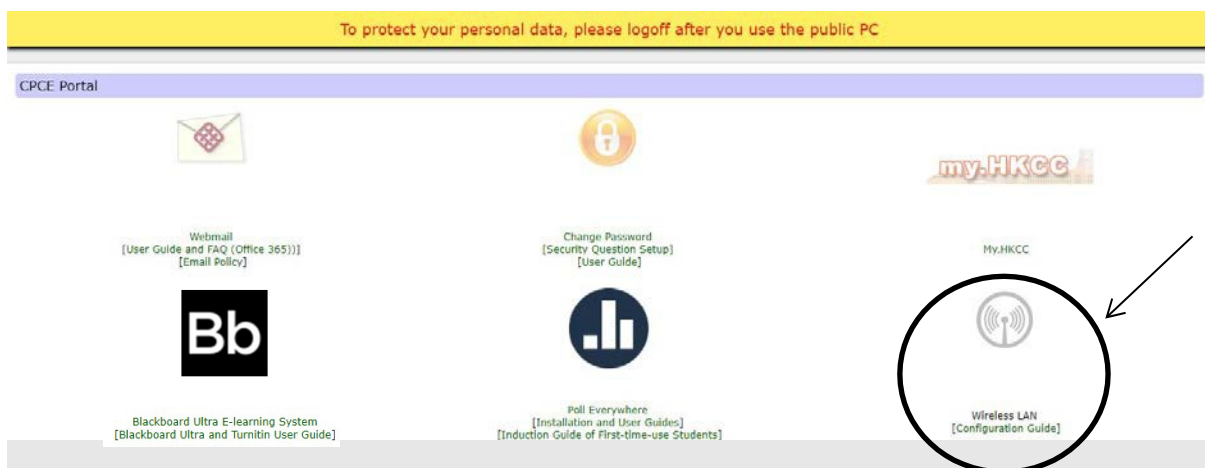 To protect your personal data, please logoff after you use the public PC
CPCE Portal
my.HKCC
Webmail
[User Guide and FAQ (Office 365))]
[Email Policy]
Change Password
[Security Question Setup]
[User Guide]
My.HKCC
Bb
Blackboard Ultra E-learning System
[Blackboard Ultra and Turnitin User Guide]
Poll Everywhere
[Installation and User Guides]
[Induction Guide of First-time-use Students]
Wireless LAN
[Configuration Guide]